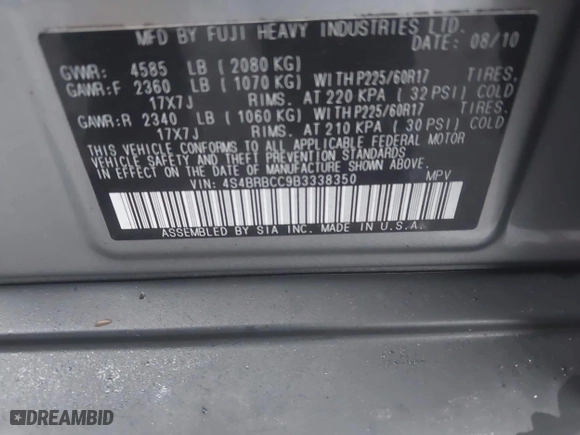 MFD BY FUJI HEAVY INDUSTRIES LTD.
DATE: 08/10
GVWR: 4585 LB ( 2080 KG)
GAWR:F 2360 LB ( 1070 KG) WITH P225/60R17 TIRES.
17X7J RIMS. AT 220 KPA ( 32 PSI) COLD
GAWR:R 2340 LB ( 1060 KG) WITH P225/60R17 TIRES.
17X7J RIMS. AT 210 KPA ( 30 PSI) COLD
THIS VEHICLE CONFORMS TO ALL APPLICABLE FEDERAL MOTOR
VEHICLE SAFETY AND THEFT PREVENTION STANDARDS
IN EFFECT ON THE DATE OF MANUFACTURE SHOWN ABOVE.
VIN: 4S4BRBCC9B3338350 MPV
ASSEMBLED BY SIA INC. MADE IN U.S.A.
DREAMBID